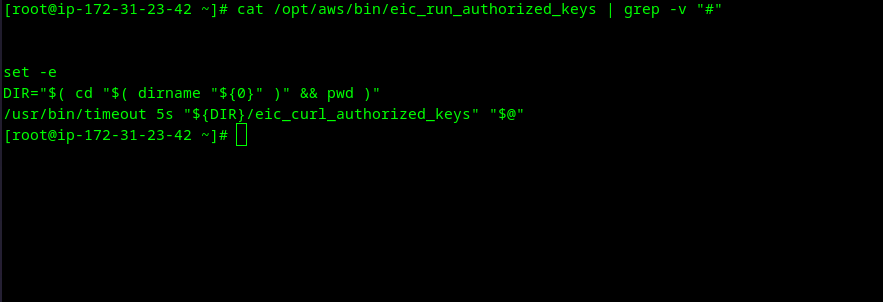 [root@ip-172-31-23-42 ~]# cat /opt/aws/bin/eic_run_authorized_keys | grep -v "#"
set -e
DIR="$( cd "$( dirname "${0}" )" && pwd )"
/usr/bin/timeout 5s "${DIR}/eic_curl_authorized_keys" "$@"
[root@ip-172-31-23-42 ~]#